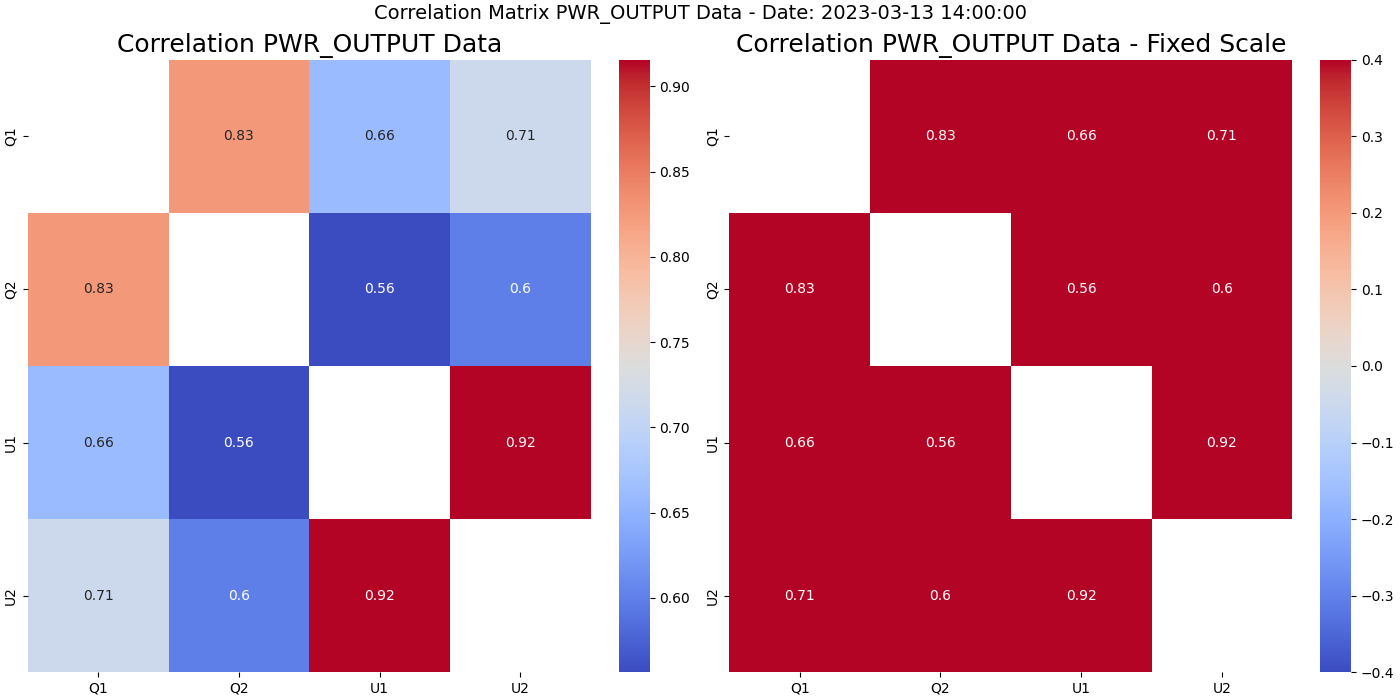 Correlation Matrix PWR_OUTPUT Data - Date: 2023-03-13 14:00:00
Correlation PWR_OUTPUT Data
Q1
0.83
0.66
0.71
Q2
0.83
0.56
0.6
U1
0.66
0.56
0.92
U2
0.71
0.6
0.92
Q1
Q2
U1
U2
0.90
0.85
0.80
0.75
0.70
0.65
0.60
Correlation PWR_OUTPUT Data - Fixed Scale
Q1
0.83
0.66
0.71
Q2
0.83
0.56
0.6
U1
0.66
0.56
0.92
U2
0.71
0.6
0.92
Q1
Q2
U1
U2
0.4
0.3
0.2
0.1
0.0
−0.1
−0.2
−0.3
−0.4